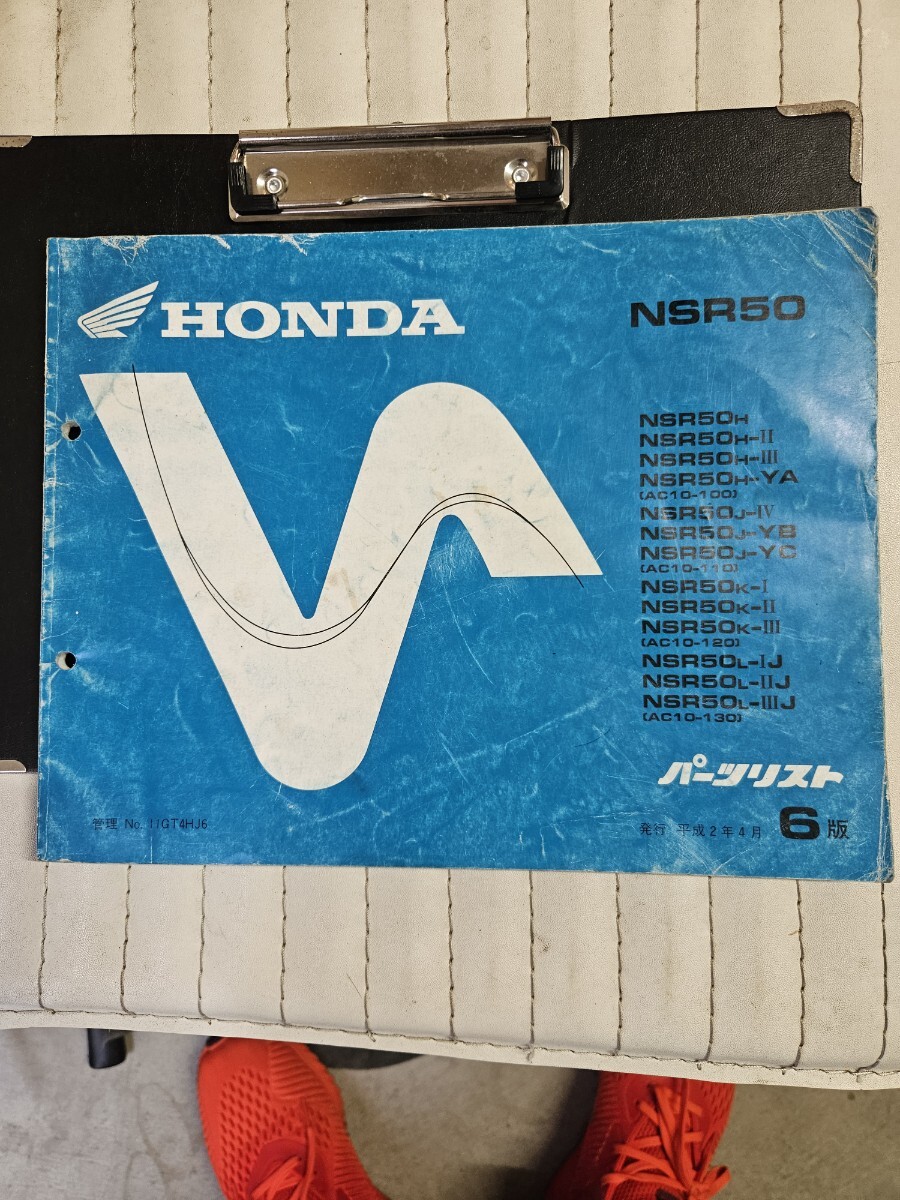 HONDA
NSR50
NSR50H
NSR50H-II
NSR50H-III
NSR50H-YA
(AC10-100)
NSR50J-IV
NSR50J-YB
NSR50J-YC
(AC10-110)
NSR50K-I
NSR50K-II
NSR50K-III
(AC10-120)
NSR50L-IJ
NSR50L-IIJ
NSR50L-IIIJ
(AC10-130)
パーツリスト
管理 No. 11GT4HJ6
発行 平成2年4月 6版